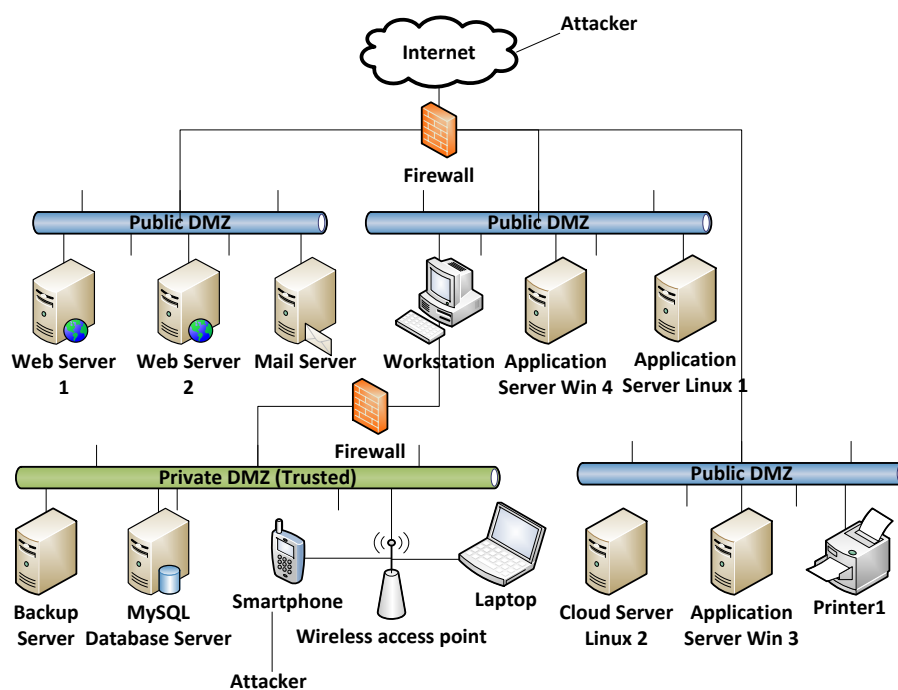 Attacker
Internet
Firewall
Public DMZ
Public DMZ
Web Server
1
Web Server
2
Mail Server
Workstation
Application
Server Win 4
Application
Server Linux 1
Firewall
Private DMZ (Trusted)
Public DMZ
Backup
Server
MySQL
Database Server
Smartphone
Wireless access point
Laptop
Cloud Server
Linux 2
Application
Server Win 3
Printer1
Attacker